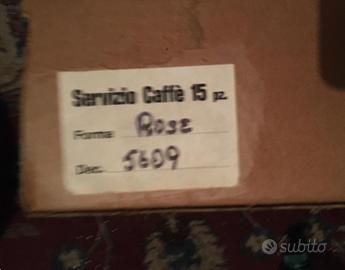 Servizio Caffè 15 pz.
Forma: ROSE
Dec. 5609
subito